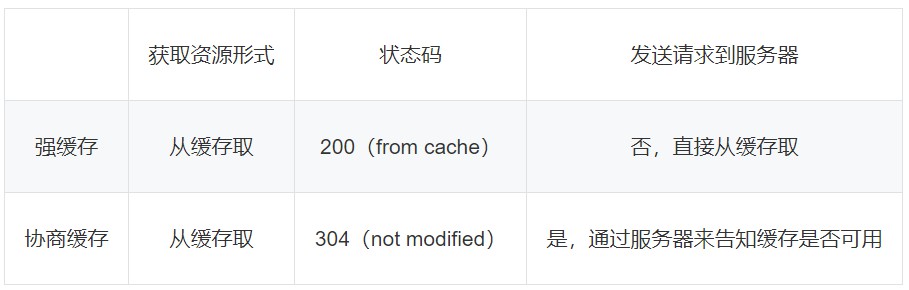 获取资源形式 状态码 发送请求到服务器
强缓存 从缓存取 200（from cache） 否，直接从缓存取
协商缓存 从缓存取 304（not modified） 是，通过服务器来告知缓存是否可用